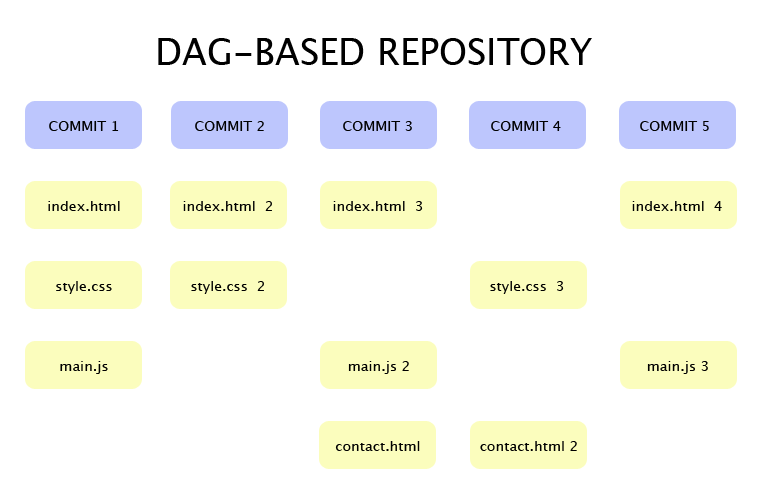 DAG-BASED REPOSITORY
COMMIT 1 COMMIT 2 COMMIT 3 COMMIT 4 COMMIT 5
index.html index.html 2 index.html 3 index.html 4
style.css style.css 2 style.css 3
main.js main.js 2 main.js 3
contact.html contact.html 2